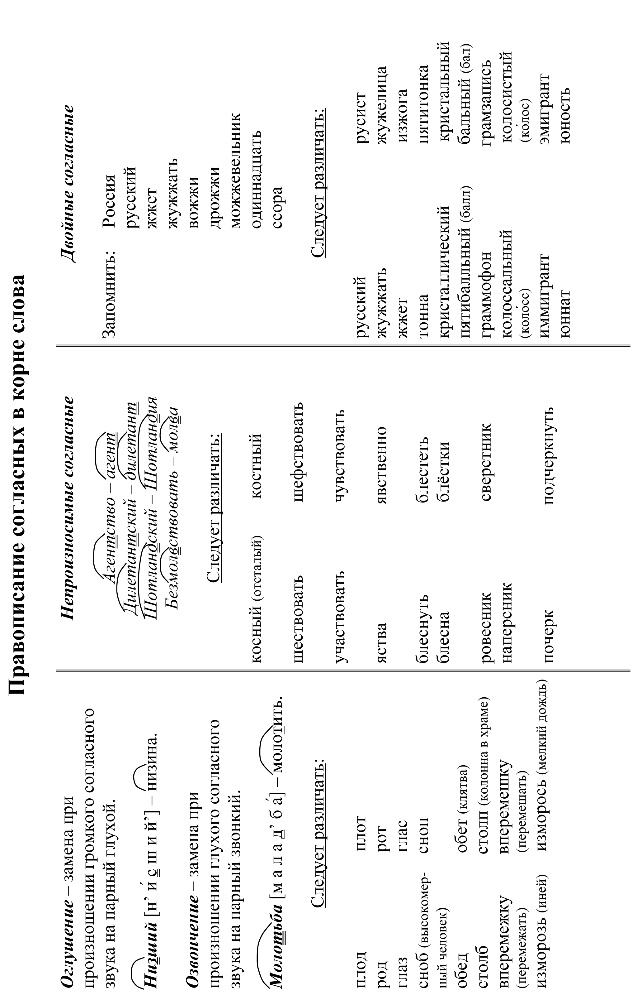 Правописание согласных в корне слова
Оглушение – замена при
произношении громкого согласного
звука на парный глухой.
Низший [н’ и́ с ш и й’] – низина.
Озвончение – замена при
произношении глухого согласного
звука на парный звонкий.
Молотьба [м а л а д’ б а́] – молотить.
Следует различать:
плод плот
род рот
глаз глас
сноб (высокомер- сноп
ный человек)
обед обет (клятва)
столб столп (колонна в храме)
вперемежку вперемешку
(перемежать) (перемешать)
изморозь (иней) изморось (мелкий дождь)
Непроизносимые согласные
Агентство – агент
Дилетантский – дилетант
Шотландский – Шотландия
Безмолвствовать – молва
Следует различать:
косный (отсталый) костный
шествовать шефствовать
участвовать чувствовать
яства явственно
блеснуть блестеть
блесна блёстки
ровесник сверстник
наперсник
почерк подчеркнуть
Двойные согласные
Запомнить: Россия
русский
жжет
жужжать
вожжи
дрожжи
можжевельник
одиннадцать
ссора
Следует различать:
русский русист
жужжать жужелица
жжет изжога
тонна пятитонка
кристаллический кристальный
пятибалльный (балл) бальный (бал)
граммофон грамзапись
колоссальный колосистый
(коло́сс) (ко́лос)
иммигрант эмигрант
юннат юность